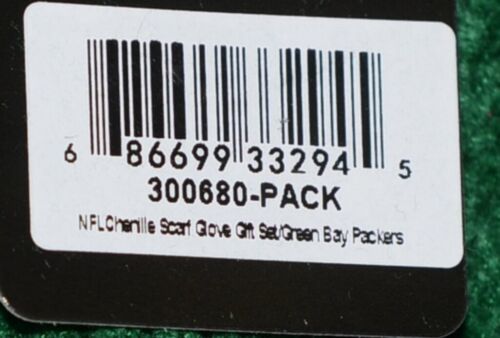 6 86699 33294 5
300680-PACK
NFLChenille Scarf Glove Gift Set/Green Bay Packers